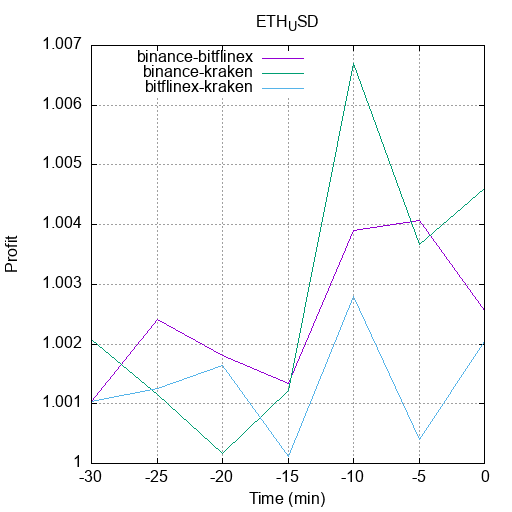 ETHUSD
binance-bitflinex
binance-kraken
bitflinex-kraken
1.007
1.006
1.005
1.004
1.003
1.002
1.001
1
Profit
-30 -25 -20 -15 -10 -5 0
Time (min)